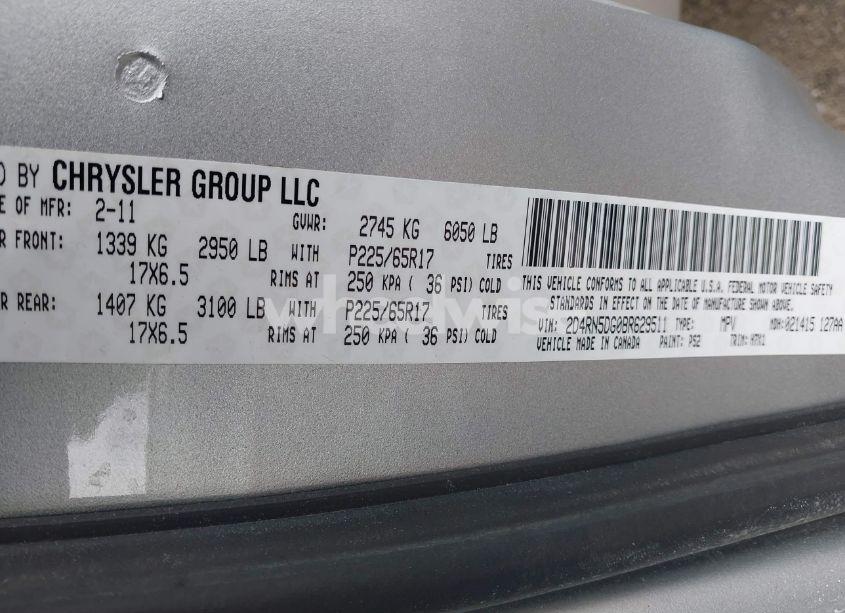 D BY CHRYSLER GROUP LLC
E OF MFR: 2-11 GVWR: 2745 KG 6050 LB
R FRONT: 1339 KG 2950 LB WITH P225/65R17 TIRES
17X6.5 RIMS AT 250 KPA ( 36 PSI) COLD
R REAR: 1407 KG 3100 LB WITH P225/65R17 TIRES
17X6.5 RIMS AT 250 KPA ( 36 PSI) COLD
THIS VEHICLE CONFORMS TO ALL APPLICABLE U.S.A. FEDERAL MOTOR VEHICLE SAFETY
STANDARDS IN EFFECT ON THE DATE OF MANUFACTURE SHOWN ABOVE.
VIN: 2D4RN5DG0BR629511 TYPE: MPV MDH:021415 127AA
VEHICLE MADE IN CANADA PAINT: PS2 TRIM: